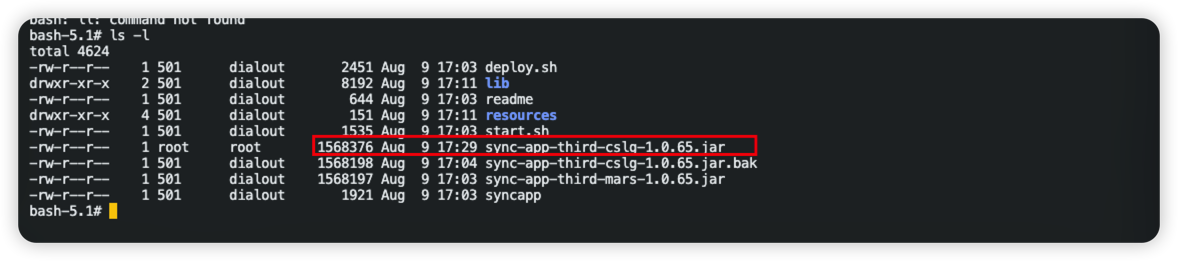 bash: ll: command not found
bash-5.1# ls -l
total 4624
-rw-r--r-- 1 501 dialout 2451 Aug 9 17:03 deploy.sh
drwxr-xr-x 2 501 dialout 8192 Aug 9 17:11 lib
-rw-r--r-- 1 501 dialout 644 Aug 9 17:03 readme
drwxr-xr-x 4 501 dialout 151 Aug 9 17:11 resources
-rw-r--r-- 1 501 dialout 1535 Aug 9 17:03 start.sh
-rw-r--r-- 1 root root 1568376 Aug 9 17:29 sync-app-third-cslg-1.0.65.jar
-rw-r--r-- 1 501 dialout 1568198 Aug 9 17:04 sync-app-third-cslg-1.0.65.jar.bak
-rw-r--r-- 1 501 dialout 1568197 Aug 9 17:03 sync-app-third-mars-1.0.65.jar
-rw-r--r-- 1 501 dialout 1921 Aug 9 17:03 syncapp
bash-5.1#